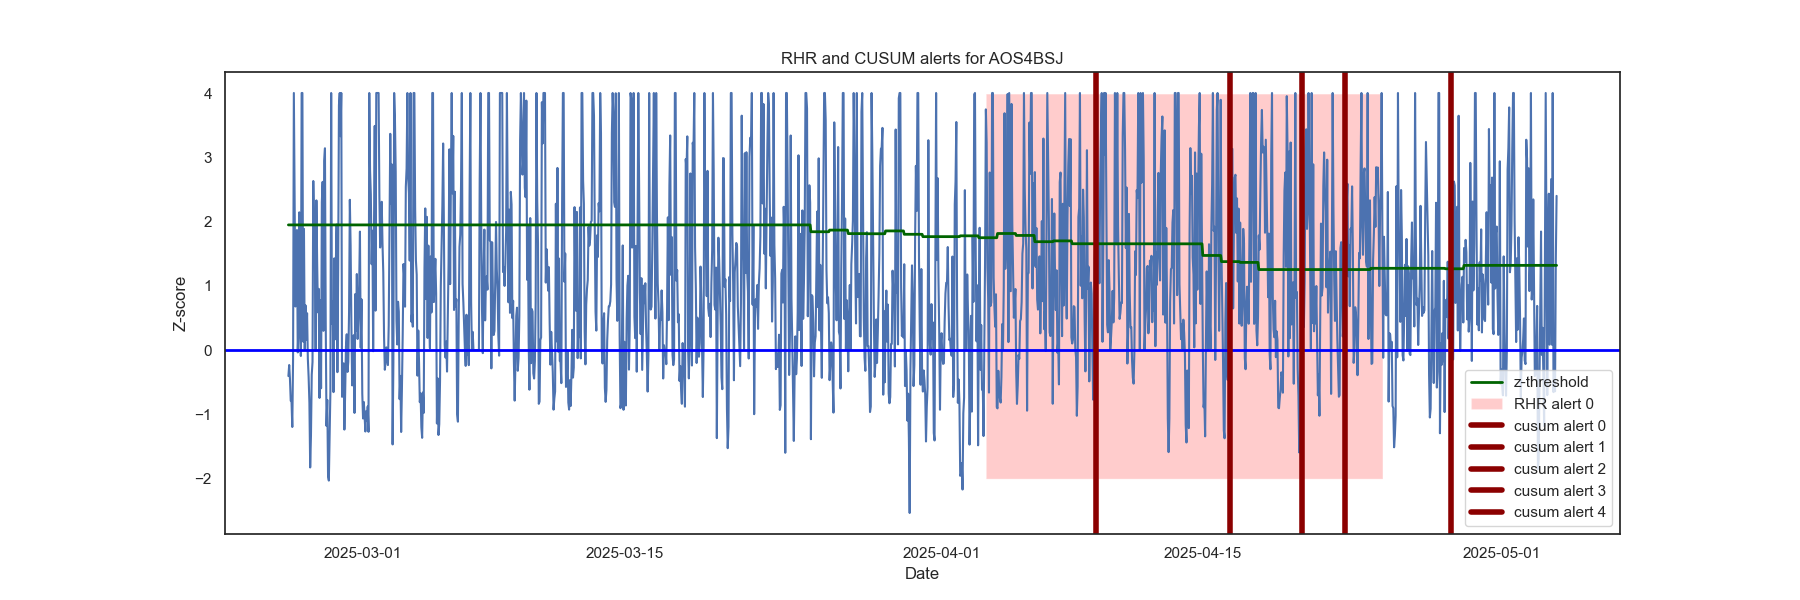 RHR and CUSUM alerts for AOS4BSJ
Z-score
4
3
2
1
0
−1
−2
2025-03-01
2025-03-15
2025-04-01
2025-04-15
2025-05-01
Date
z-threshold
RHR alert 0
cusum alert 0
cusum alert 1
cusum alert 2
cusum alert 3
cusum alert 4